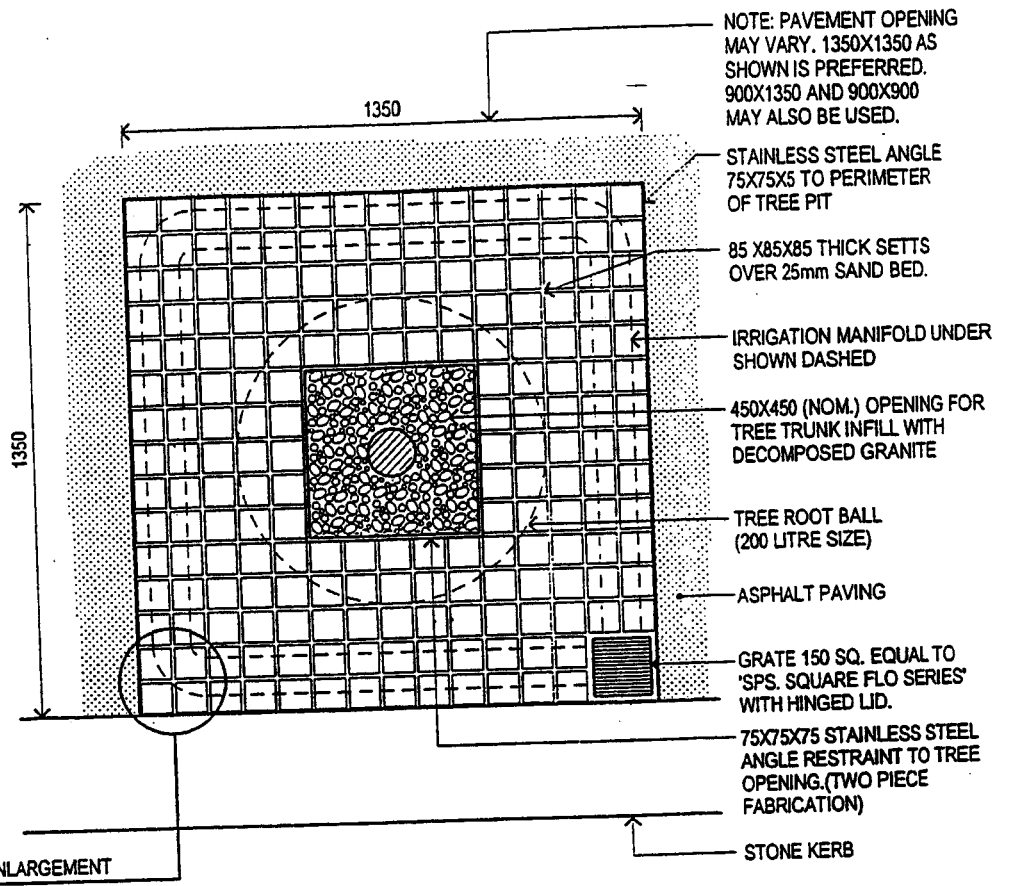 NOTE: PAVEMENT OPENING
MAY VARY. 1350X1350 AS
SHOWN IS PREFERRED.
900X1350 AND 900X900
MAY ALSO BE USED.
1350
STAINLESS STEEL ANGLE
75X75X5 TO PERIMETER
OF TREE PIT
85 X85X85 THICK SETTS
OVER 25mm SAND BED.
IRRIGATION MANIFOLD UNDER
SHOWN DASHED
450X450 (NOM.) OPENING FOR
TREE TRUNK INFILL WITH
DECOMPOSED GRANITE
1350
TREE ROOT BALL
(200 LITRE SIZE)
ASPHALT PAVING
GRATE 150 SQ. EQUAL TO
'SPS. SQUARE FLO SERIES'
WITH HINGED LID.
75X75X75 STAINLESS STEEL
ANGLE RESTRAINT TO TREE
OPENING.(TWO PIECE
FABRICATION)
STONE KERB
NLARGEMENT